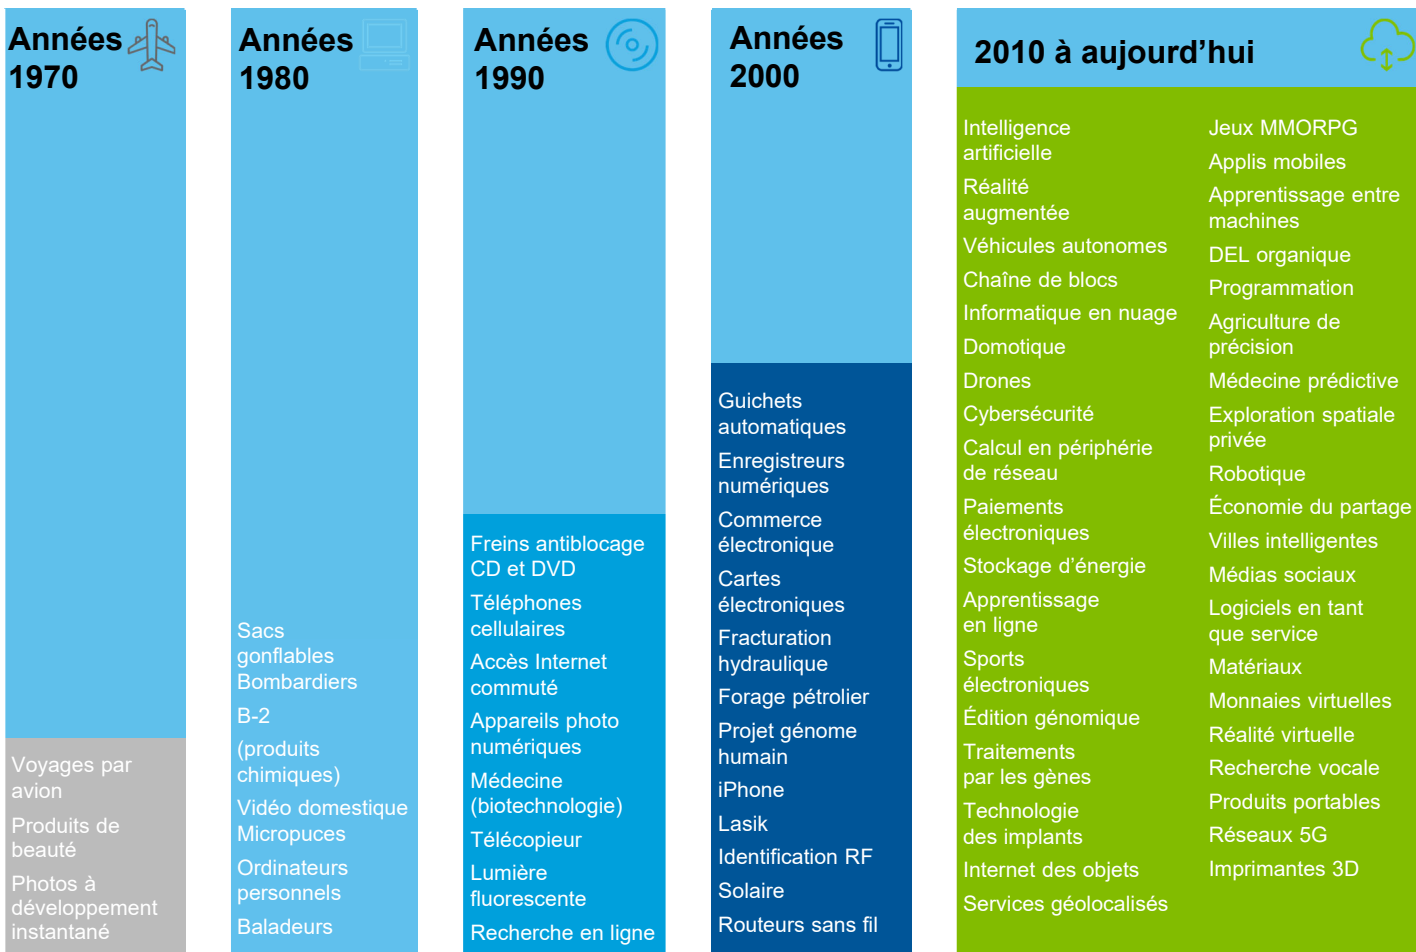 Années
1970
Voyages par
avion
Produits de
beauté
Photos à
développement
instantané
Années
1980
Sacs
gonflables
Bombardiers
B-2
(produits
chimiques)
Vidéo domestique
Micropuces
Ordinateurs
personnels
Baladeurs
Années
1990
Freins antiblocage
CD et DVD
Téléphones
cellulaires
Accès Internet
commuté
Appareils photo
numériques
Médecine
(biotechnologie)
Télécopieur
Lumière
fluorescente
Recherche en ligne
Années
2000
Guichets
automatiques
Enregistreurs
numériques
Commerce
électronique
Cartes
électroniques
Fracturation
hydraulique
Forage pétrolier
Projet génome
humain
iPhone
Lasik
Identification RF
Solaire
Routeurs sans fil
2010 à aujourd’hui
Intelligence
artificielle
Réalité
augmentée
Véhicules autonomes
Chaîne de blocs
Informatique en nuage
Domotique
Drones
Cybersécurité
Calcul en périphérie
de réseau
Paiements
électroniques
Stockage d’énergie
Apprentissage
en ligne
Sports
électroniques
Édition génomique
Traitements
par les gènes
Technologie
des implants
Internet des objets
Services géolocalisés
Jeux MMORPG
Applis mobiles
Apprentissage entre
machines
DEL organique
Programmation
Agriculture de
précision
Médecine prédictive
Exploration spatiale
privée
Robotique
Économie du partage
Villes intelligentes
Médias sociaux
Logiciels en tant
que service
Matériaux
Monnaies virtuelles
Réalité virtuelle
Recherche vocale
Produits portables
Réseaux 5G
Imprimantes 3D